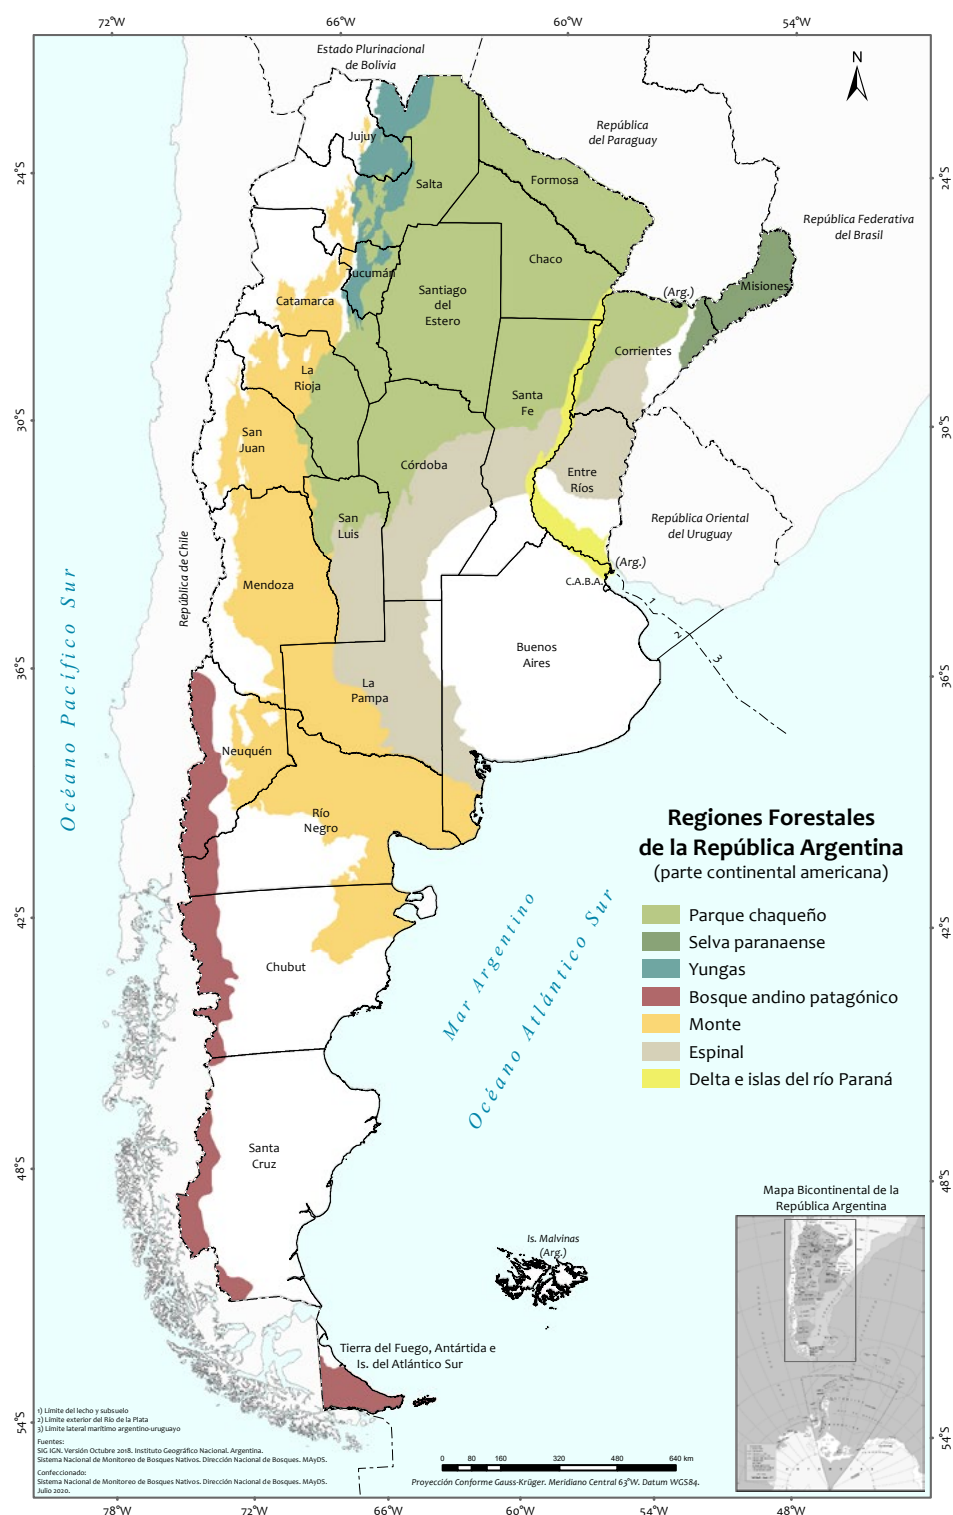 72°W
66°W
60°W
54°W
Estado Plurinacional
de Bolivia
N
República
del Paraguay
Jujuy
24°S
24°S
Salta
Formosa
República Federativa
del Brasil
Chaco
Tucumán
Misiones
(Arg.)
Catamarca
Santiago
del
Estero
Corrientes
La
Rioja
Santa
Fe
30°S
30°S
San
Juan
Córdoba
Entre
Ríos
San
Luis
República Oriental
del Uruguay
República de Chile
(Arg.)
C.A.B.A.
Mendoza
1
2
3
Océano Pacífico Sur
Buenos
Aires
36°S
36°S
La
Pampa
Neuquén
Río
Negro
Regiones Forestales
de la República Argentina
(parte continental americana)
Parque chaqueño
Selva paranaense
Yungas
Bosque andino patagónico
Monte
Espinal
Delta e islas del río Paraná
42°S
42°S
Mar Argentino
Océano Atlántico Sur
Chubut
Santa
Cruz
48°S
48°S
Mapa Bicontinental de la
República Argentina
Is. Malvinas
(Arg.)
Tierra del Fuego, Antártida e
Is. del Atlántico Sur
1) Límite del lecho y subsuelo
2) Límite exterior del Río de la Plata
3) Límite lateral marítimo argentino-uruguayo
54°S
54°S
Fuentes:
SIG IGN. Versión Octubre 2018. Instituto Geográfico Nacional. Argentina.
Sistema Nacional de Monitoreo de Bosques Nativos. Dirección Nacional de Bosques. MAyDS.
Confeccionado:
Sistema Nacional de Monitoreo de Bosques Nativos. Dirección Nacional de Bosques. MAyDS.
Julio 2020.
0 80 160 320 480 640 km
Proyección Conforme Gauss-Krüger. Meridiano Central 63°W. Datum WGS84.
78°W
72°W
66°W
60°W
54°W
48°W